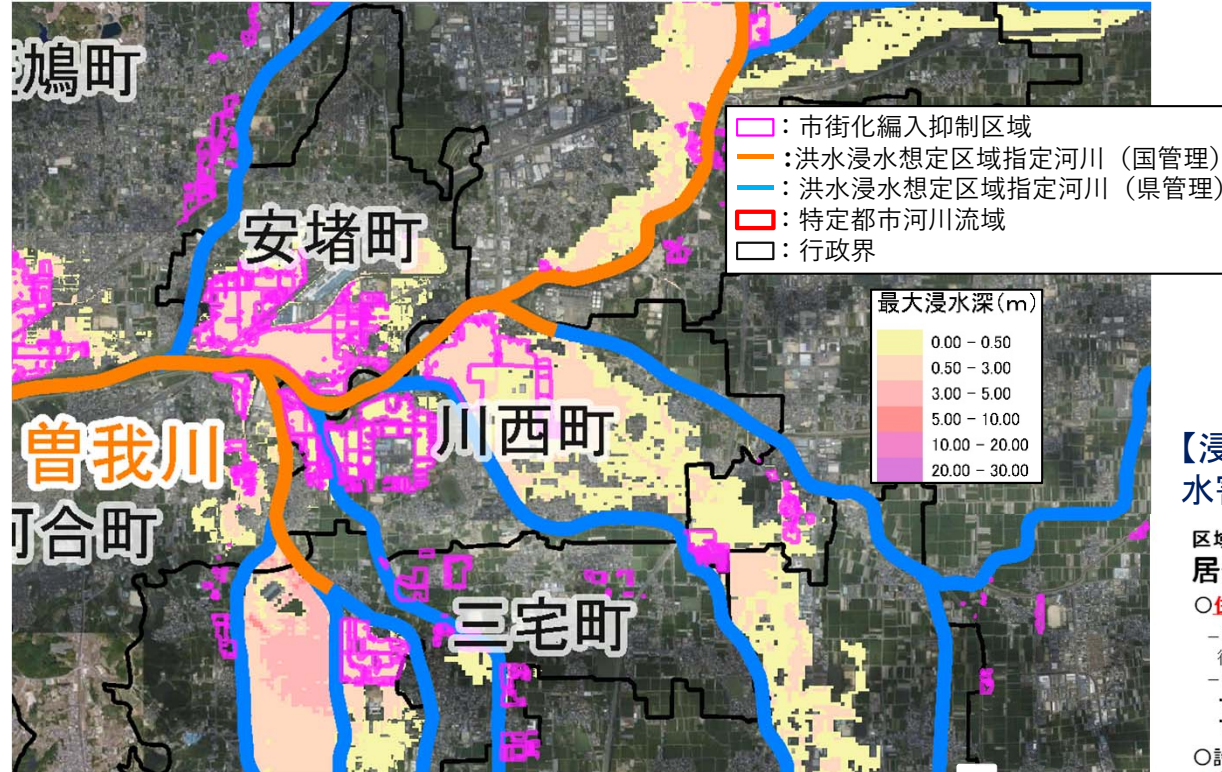 鳩町
：市街化編入抑制区域
：洪水浸水想定区域指定河川（国管理）
：洪水浸水想定区域指定河川（県管理）
：特定都市河川流域
：行政界
安堵町
最大浸水深(m)
0.00 − 0.50
0.50 − 3.00
3.00 − 5.00
5.00 − 10.00
10.00 − 20.00
20.00 − 30.00
川西町
曽我川
合町
三宅町
【浸
水
区
居